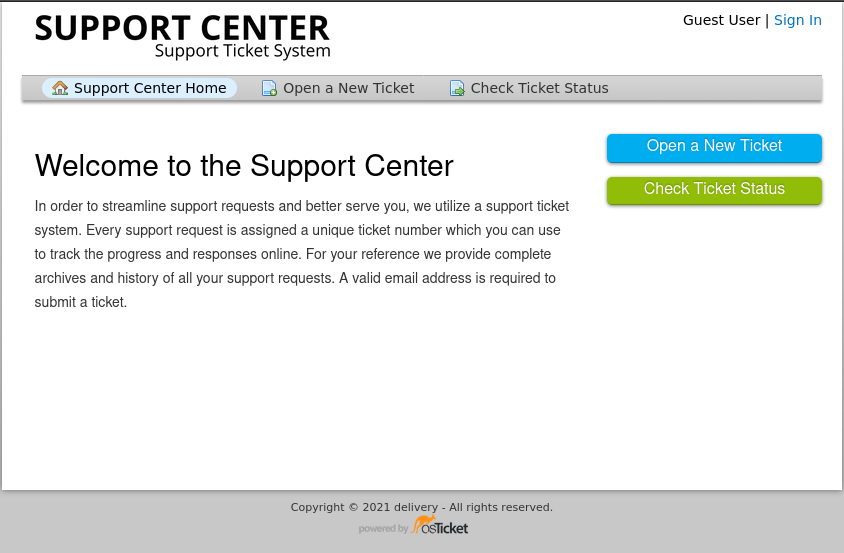 SUPPORT CENTER
Support Ticket System
Guest User | Sign In
Support Center Home
Open a New Ticket
Check Ticket Status
Welcome to the Support Center
In order to streamline support requests and better serve you, we utilize a support ticket
system. Every support request is assigned a unique ticket number which you can use
to track the progress and responses online. For your reference we provide complete
archives and history of all your support requests. A valid email address is required to
submit a ticket.
Open a New Ticket
Check Ticket Status
Copyright © 2021 delivery - All rights reserved.
powered by osTicket